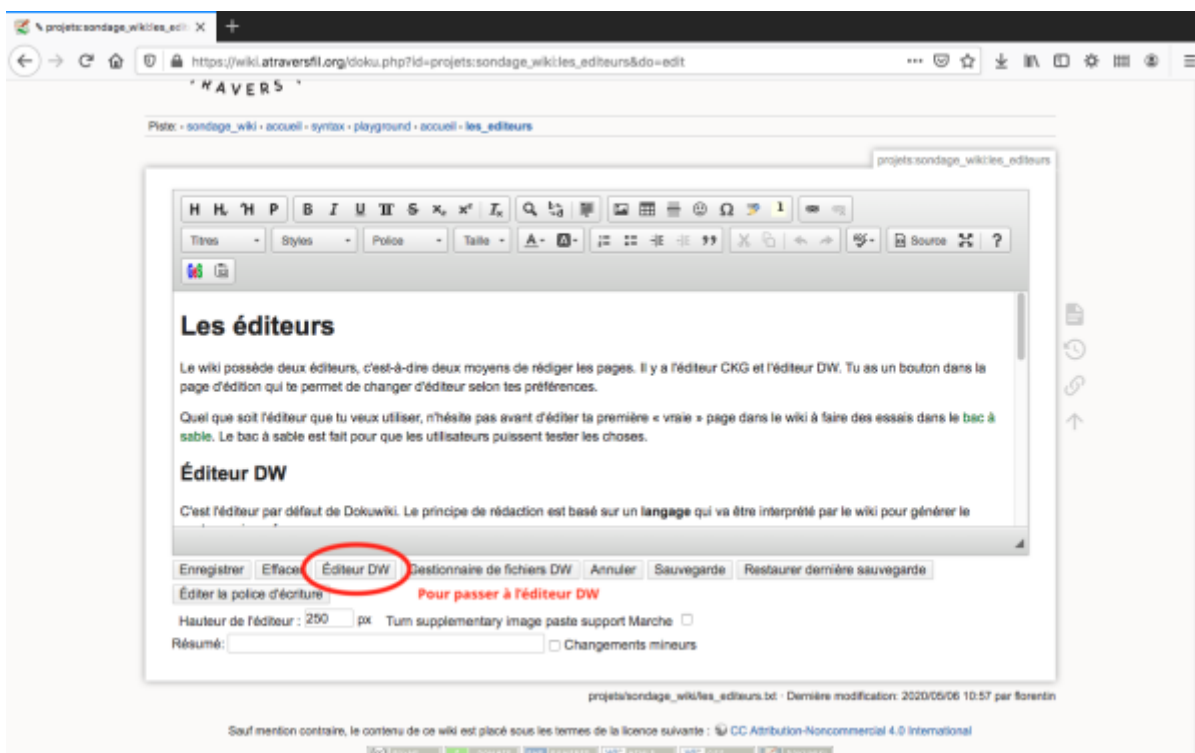 projets:sondage_wiki:les_edit
https://wiki.atraversfil.org/doku.php?id=projets:sondage_wiki:les_editeurs&do=edit
Piste: • sondage_wiki • accueil • syntax • playground • accueil • les_editeurs
projets:sondage_wiki:les_editeurs
H H P B I U TT S x x² Ix Ω 1
Titres Styles Police Taille A A Source ?
Les éditeurs
Le wiki possède deux éditeurs, c'est-à-dire deux moyens de rédiger les pages. Il y a l'éditeur CKG et l'éditeur DW. Tu as un bouton dans la
page d'édition qui te permet de changer d'éditeur selon tes préférences.
Quel que soit l'éditeur que tu veux utiliser, n'hésite pas avant d'éditer ta première « vraie » page dans le wiki à faire des essais dans le bac à
sable. Le bac à sable est fait pour que les utilisateurs puissent tester les choses.
Éditeur DW
C'est l'éditeur par défaut de Dokuwiki. Le principe de rédaction est basé sur un langage qui va être interprété par le wiki pour générer le
Enregistrer Effacer Éditeur DW Gestionnaire de fichiers DW Annuler Sauvegarde Restaurer dernière sauvegarde
Éditer la police d'écriture Pour passer à l'éditeur DW
Hauteur de l'éditeur : 250 px Turn supplementary image paste support Marche
Résumé: Changements mineurs
projets/sondage_wiki/les_editeurs.txt · Dernière modification: 2020/05/06 10:57 par florentin
Sauf mention contraire, le contenu de ce wiki est placé sous les termes de la licence suivante : CC Attribution-Noncommercial 4.0 International